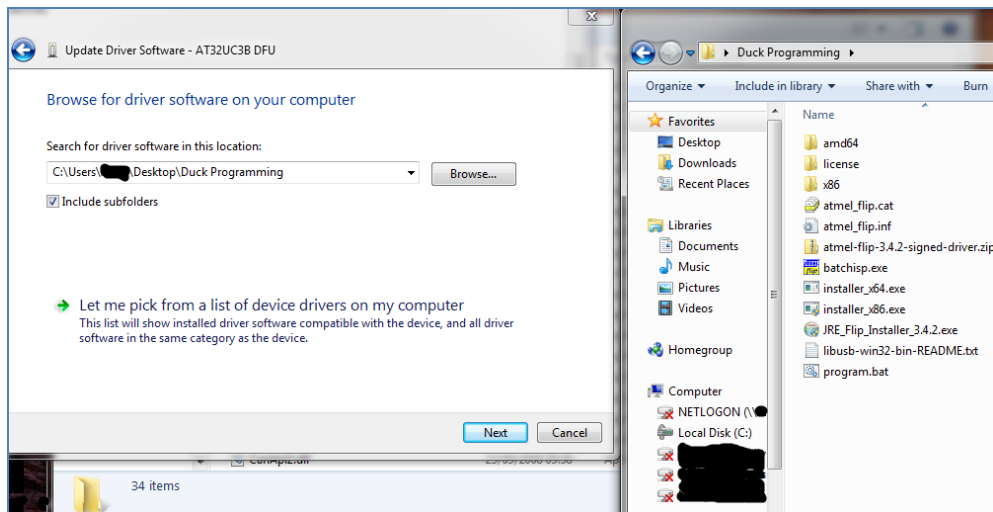 Update Driver Software - AT32UC3B DFU
Browse for driver software on your computer
Search for driver software in this location:
C:\Users\ \Desktop\Duck Programming
Browse...
Include subfolders
Let me pick from a list of device drivers on my computer
This list will show installed driver software compatible with the device, and all driver
software in the same category as the device.
Next
Cancel
34 items
Duck Programming
Organize
Include in library
Share with
Burn
Favorites
Desktop
Downloads
Recent Places
Libraries
Documents
Music
Pictures
Videos
Homegroup
Computer
NETLOGON (\\
Local Disk (C:)
Name
amd64
license
x86
atmel_flip.cat
atmel_flip.inf
atmel-flip-3.4.2-signed-driver.zip
batchisp.exe
installer_x64.exe
installer_x86.exe
JRE_Flip_Installer_3.4.2.exe
libusb-win32-bin-README.txt
program.bat